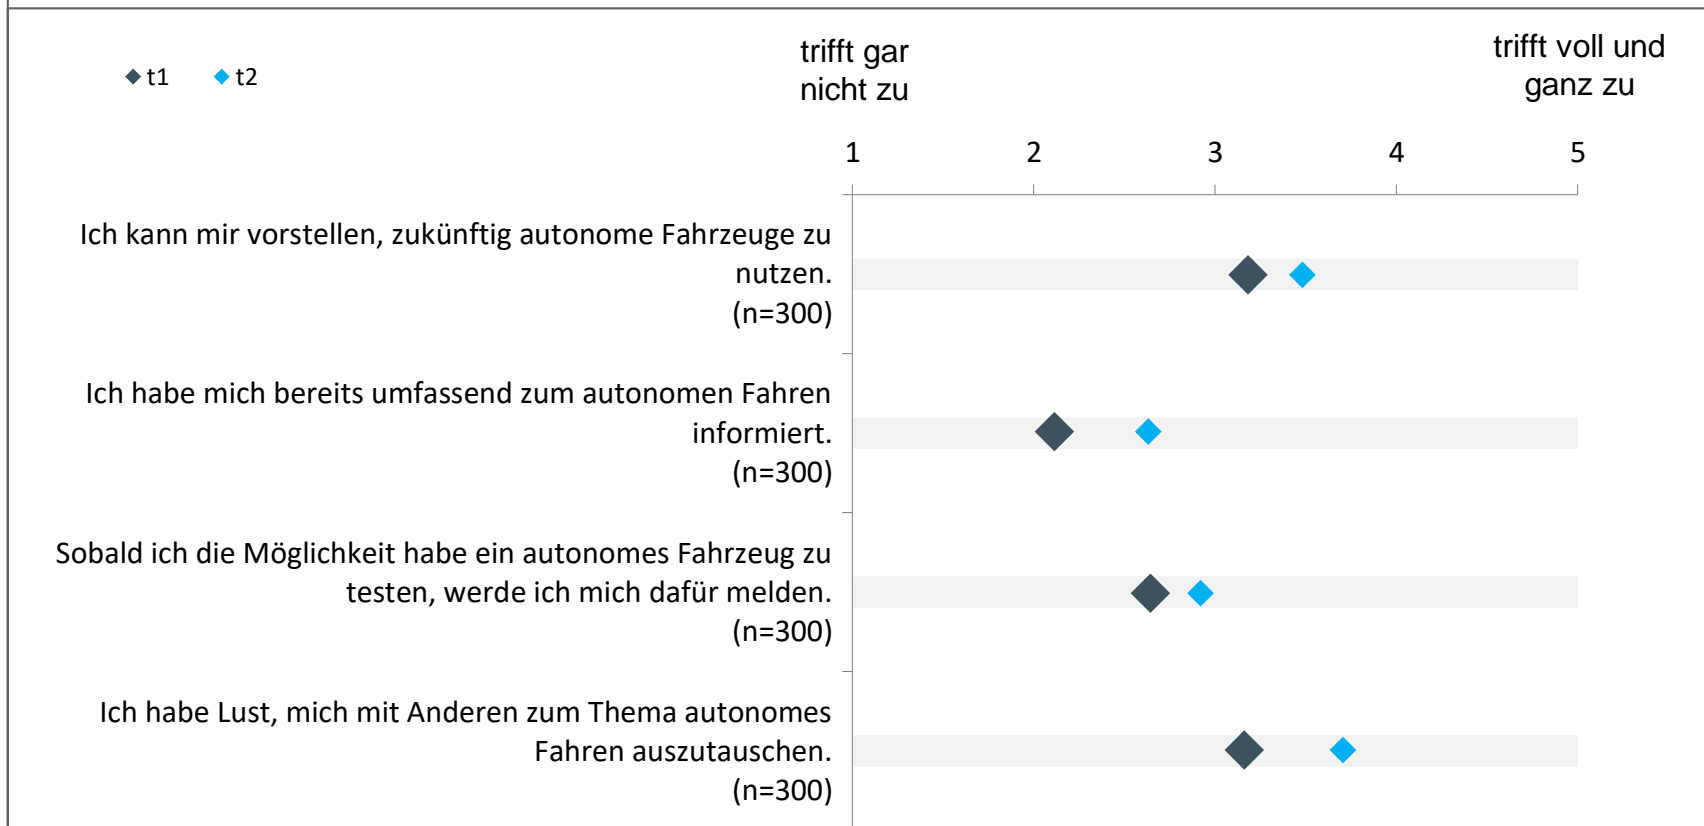 t1 t2
trifft gar
nicht zu
trifft voll und
ganz zu
1 2 3 4 5
Ich kann mir vorstellen, zukünftig autonome Fahrzeuge zu
nutzen.
(n=300)
Ich habe mich bereits umfassend zum autonomen Fahren
informiert.
(n=300)
Sobald ich die Möglichkeit habe ein autonomes Fahrzeug zu
testen, werde ich mich dafür melden.
(n=300)
Ich habe Lust, mich mit Anderen zum Thema autonomes
Fahren auszutauschen.
(n=300)